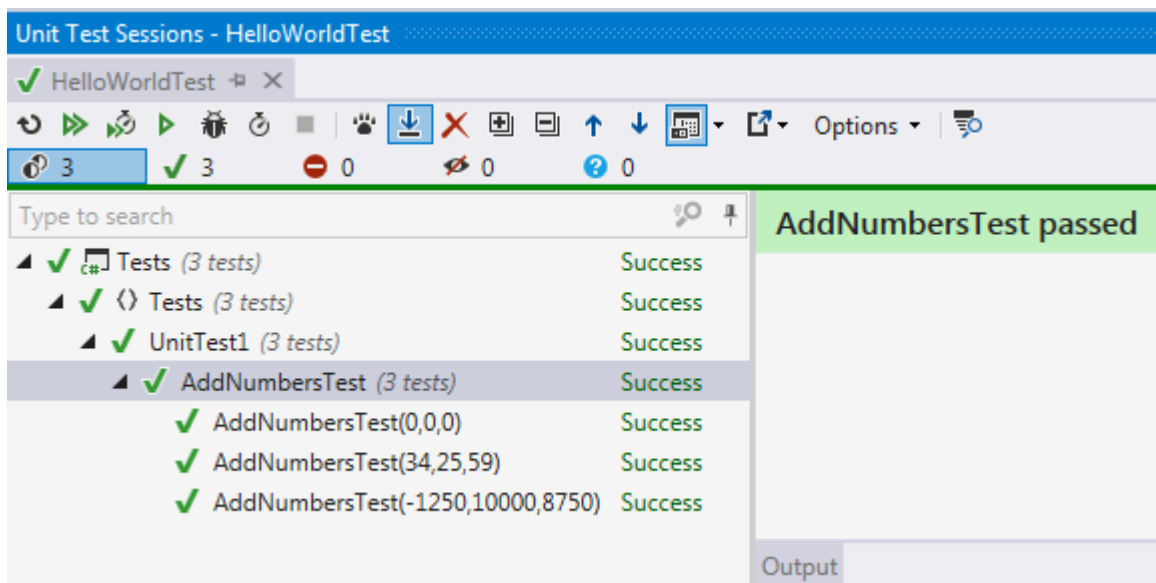 Unit Test Sessions - HelloWorldTest
HelloWorldTest
Options
3 3 0 0 0
Type to search
AddNumbersTest passed
C# Tests (3 tests) Success
Tests (3 tests) Success
UnitTest1 (3 tests) Success
AddNumbersTest (3 tests) Success
AddNumbersTest(0,0,0) Success
AddNumbersTest(34,25,59) Success
AddNumbersTest(-1250,10000,8750) Success
Output